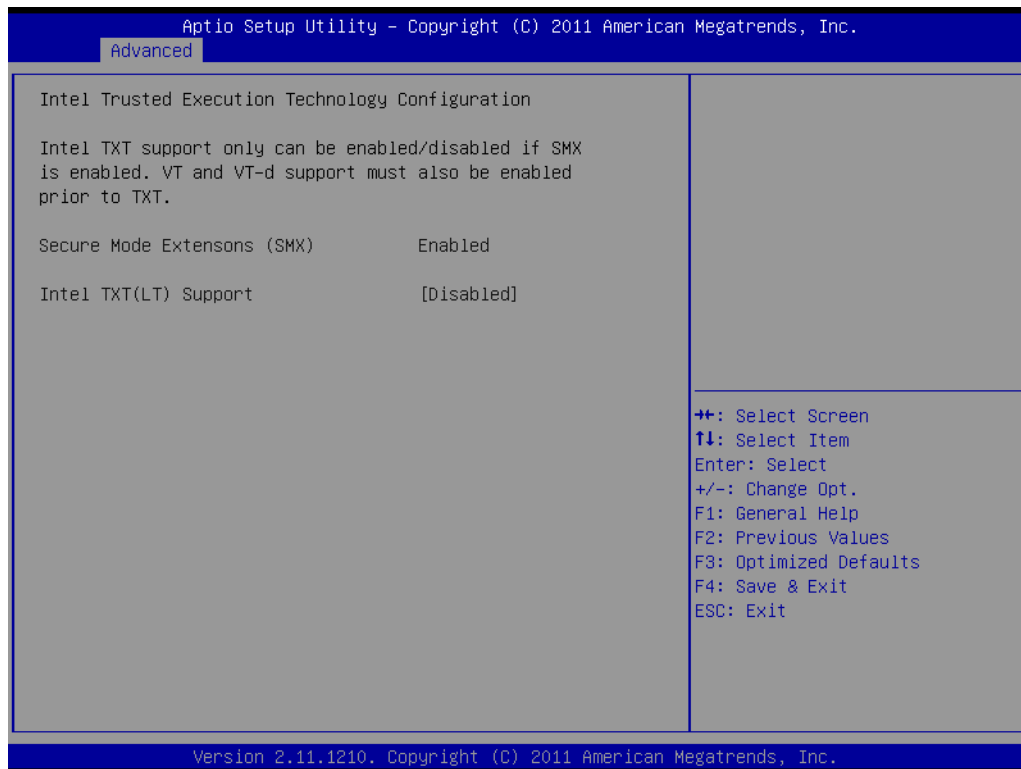 Aptio Setup Utility – Copyright (C) 2011 American Megatrends, Inc.
Advanced
Intel Trusted Execution Technology Configuration
Intel TXT support only can be enabled/disabled if SMX
is enabled. VT and VT-d support must also be enabled
prior to TXT.
Secure Mode Extensons (SMX) Enabled
Intel TXT(LT) Support [Disabled]
→←: Select Screen
↑↓: Select Item
Enter: Select
+/-: Change Opt.
F1: General Help
F2: Previous Values
F3: Optimized Defaults
F4: Save & Exit
ESC: Exit
Version 2.11.1210. Copyright (C) 2011 American Megatrends, Inc.